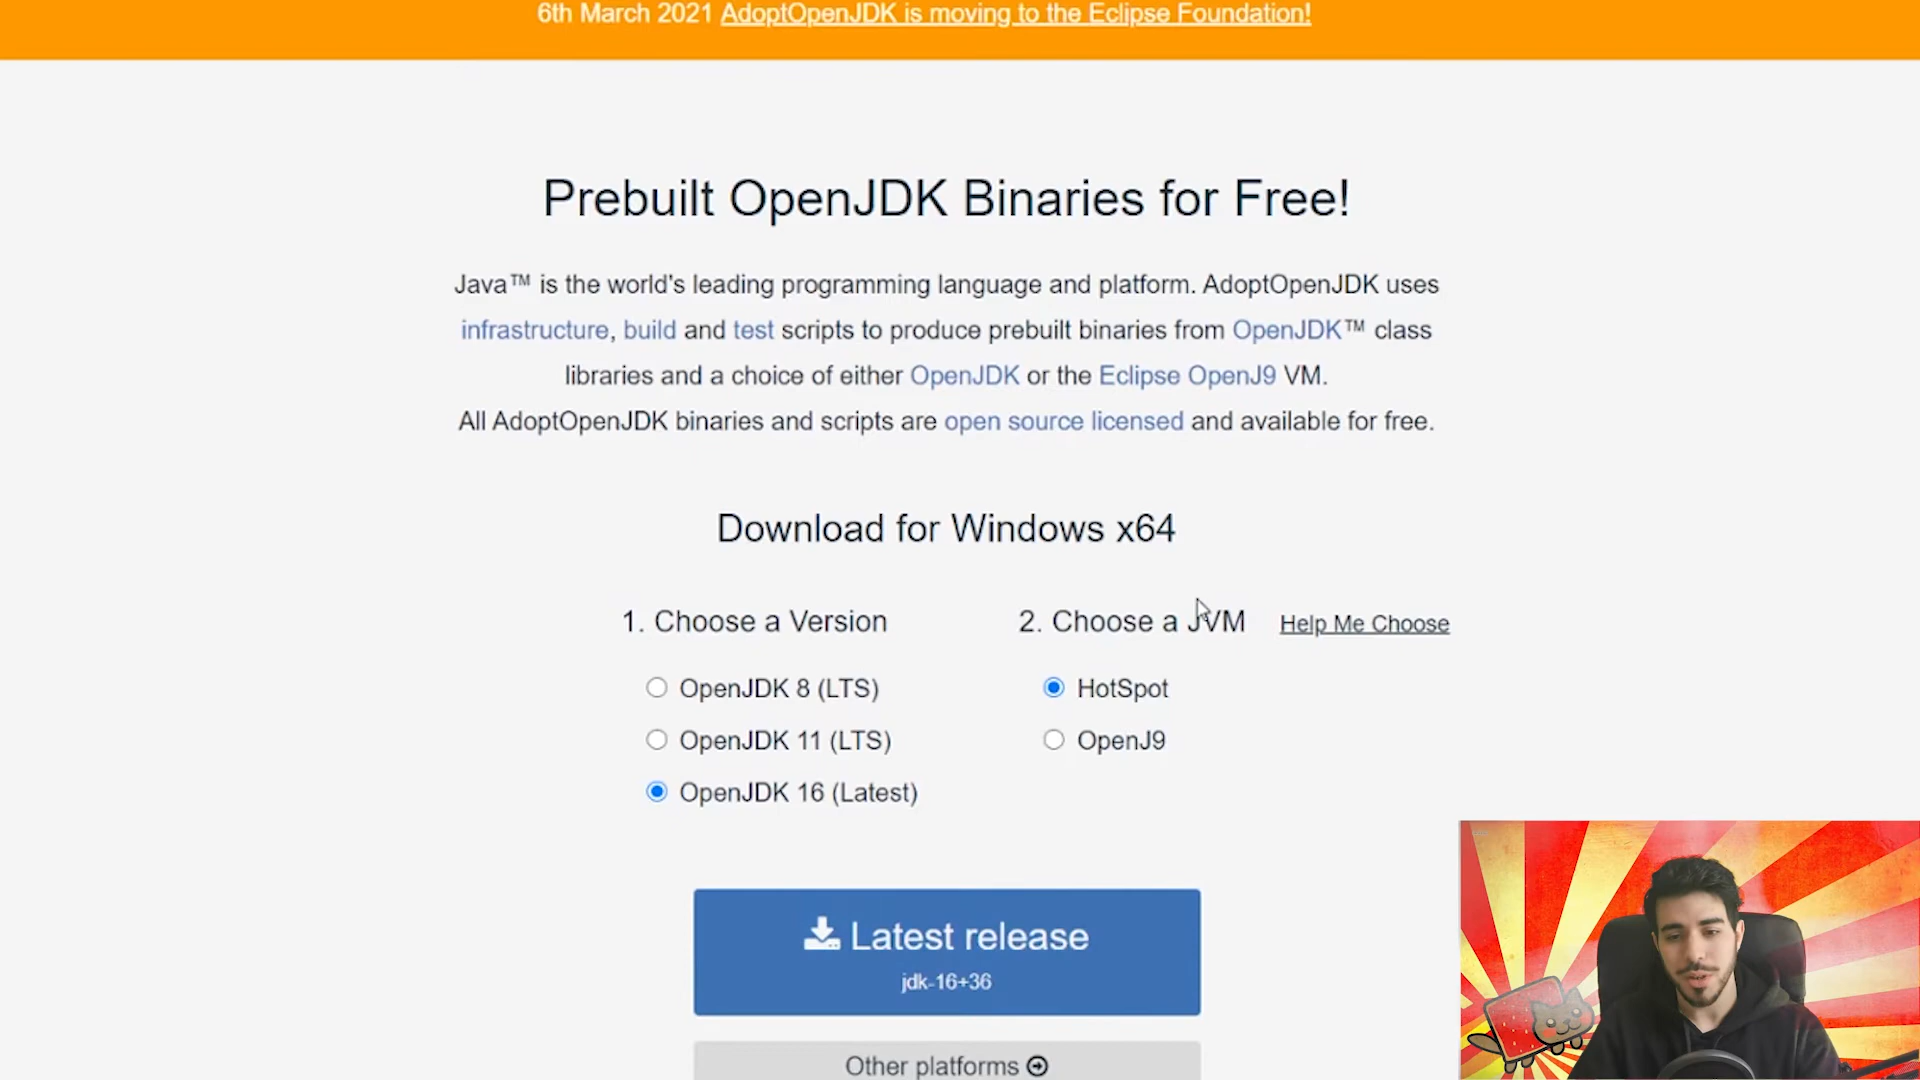 6th March 2021 AdoptOpenJDK is moving to the Eclipse Foundation!
Prebuilt OpenJDK Binaries for Free!
Java™ is the world's leading programming language and platform. AdoptOpenJDK uses
infrastructure, build and test scripts to produce prebuilt binaries from OpenJDK™ class
libraries and a choice of either OpenJDK or the Eclipse OpenJ9 VM.
All AdoptOpenJDK binaries and scripts are open source licensed and available for free.
Download for Windows x64
1. Choose a Version
2. Choose a JVM
Help Me Choose
OpenJDK 8 (LTS)
HotSpot
OpenJDK 11 (LTS)
OpenJ9
OpenJDK 16 (Latest)
Latest release
jdk-16+36
Other platforms